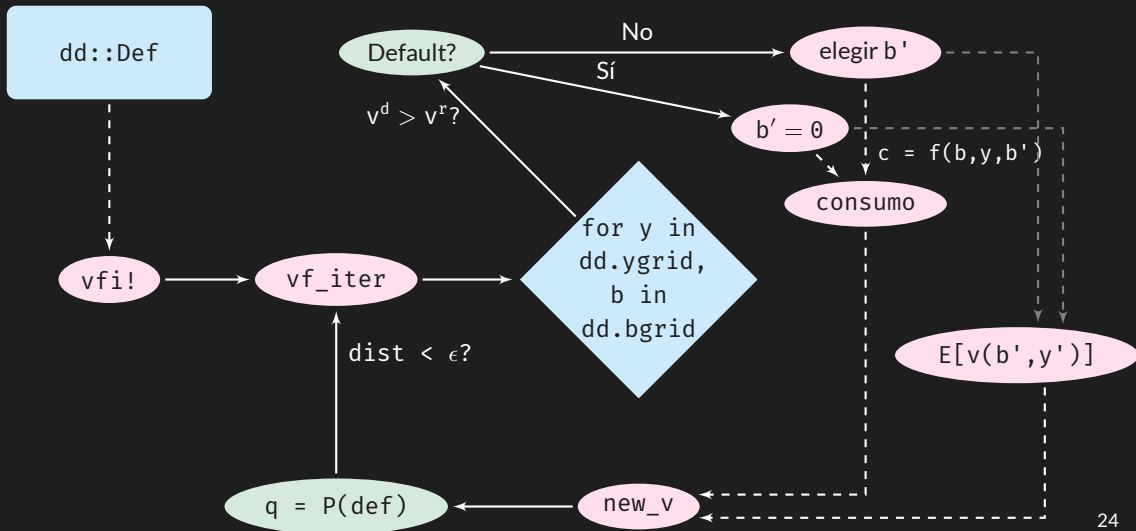 dd::Def
Default?
No
Sí
elegir b'
v^d > v^r?
b′ = 0
c = f(b,y,b')
consumo
for y in
dd.ygrid,
b in
dd.bgrid
vfi!
vf_iter
dist < ϵ?
E[v(b',y')]
q = P(def)
new_v
24